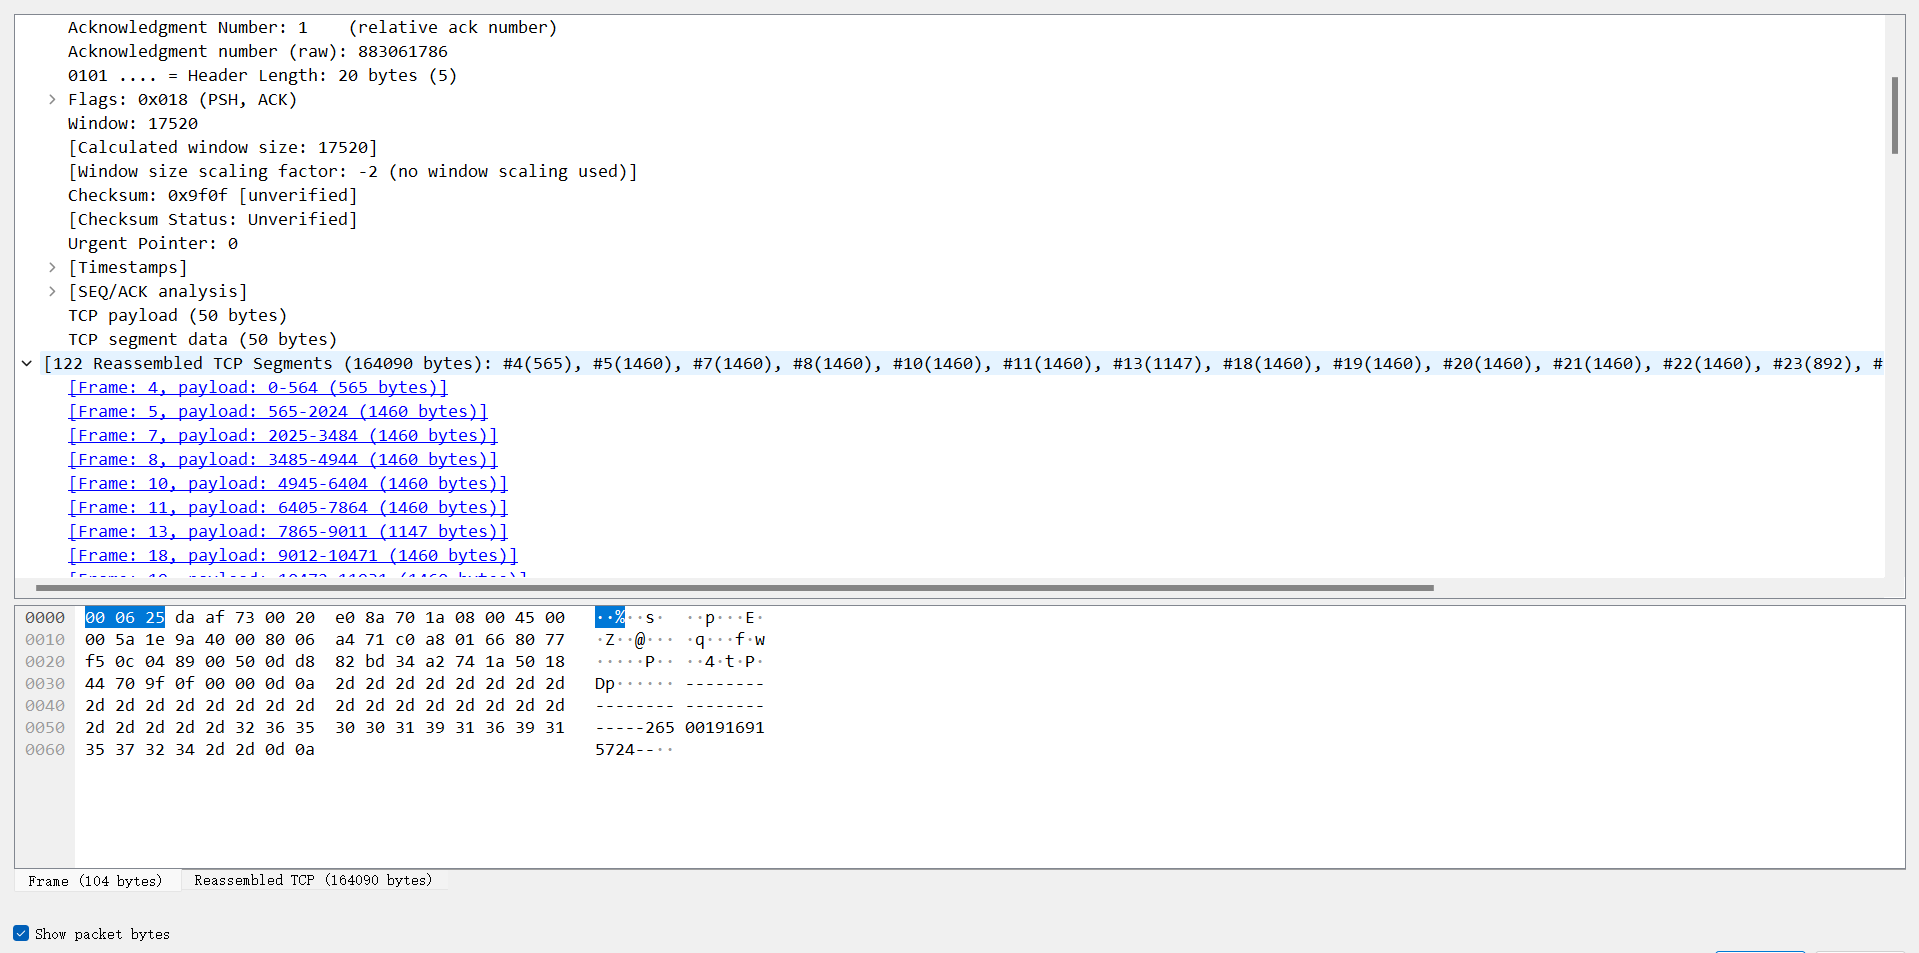 Acknowledgment Number: 1    (relative ack number)
Acknowledgment number (raw): 883061786
0101 .... = Header Length: 20 bytes (5)
Flags: 0x018 (PSH, ACK)
Window: 17520
[Calculated window size: 17520]
[Window size scaling factor: -2 (no window scaling used)]
Checksum: 0x9f0f [unverified]
[Checksum Status: Unverified]
Urgent Pointer: 0
[Timestamps]
[SEQ/ACK analysis]
TCP payload (50 bytes)
TCP segment data (50 bytes)
[122 Reassembled TCP Segments (164090 bytes): #4(565), #5(1460), #7(1460), #8(1460), #10(1460), #11(1460), #13(1147), #18(1460), #19(1460), #20(1460), #21(1460), #22(1460), #23(892), #
[Frame: 4, payload: 0-564 (565 bytes)]
[Frame: 5, payload: 565-2024 (1460 bytes)]
[Frame: 7, payload: 2025-3484 (1460 bytes)]
[Frame: 8, payload: 3485-4944 (1460 bytes)]
[Frame: 10, payload: 4945-6404 (1460 bytes)]
[Frame: 11, payload: 6405-7864 (1460 bytes)]
[Frame: 13, payload: 7865-9011 (1147 bytes)]
[Frame: 18, payload: 9012-10471 (1460 bytes)]
[Frame: 19, payload: 10472-11931 (1460 bytes)]
0000 00 06 25 da af 73 00 20 e0 8a 70 1a 08 00 45 00 ··%··s· ··p···E·
0010 00 5a 1e 9a 40 00 80 06 a4 71 c0 a8 01 66 80 77 ·Z··@··· ·q···f·w
0020 f5 0c 04 89 00 50 0d d8 82 bd 34 a2 74 1a 50 18 ·····P·· ··4·t·P·
0030 44 70 9f 0f 00 00 0d 0a 2d 2d 2d 2d 2d 2d 2d 2d Dp······ --------
0040 2d 2d 2d 2d 2d 2d 2d 2d 2d 2d 2d 2d 2d 2d 2d 2d -------- --------
0050 2d 2d 2d 2d 2d 32 36 35 30 30 31 39 31 36 39 31 -----265 00191691
0060 35 37 32 34 2d 2d 0d 0a 5724--··
Frame (104 bytes) Reassembled TCP (164090 bytes)
Show packet bytes